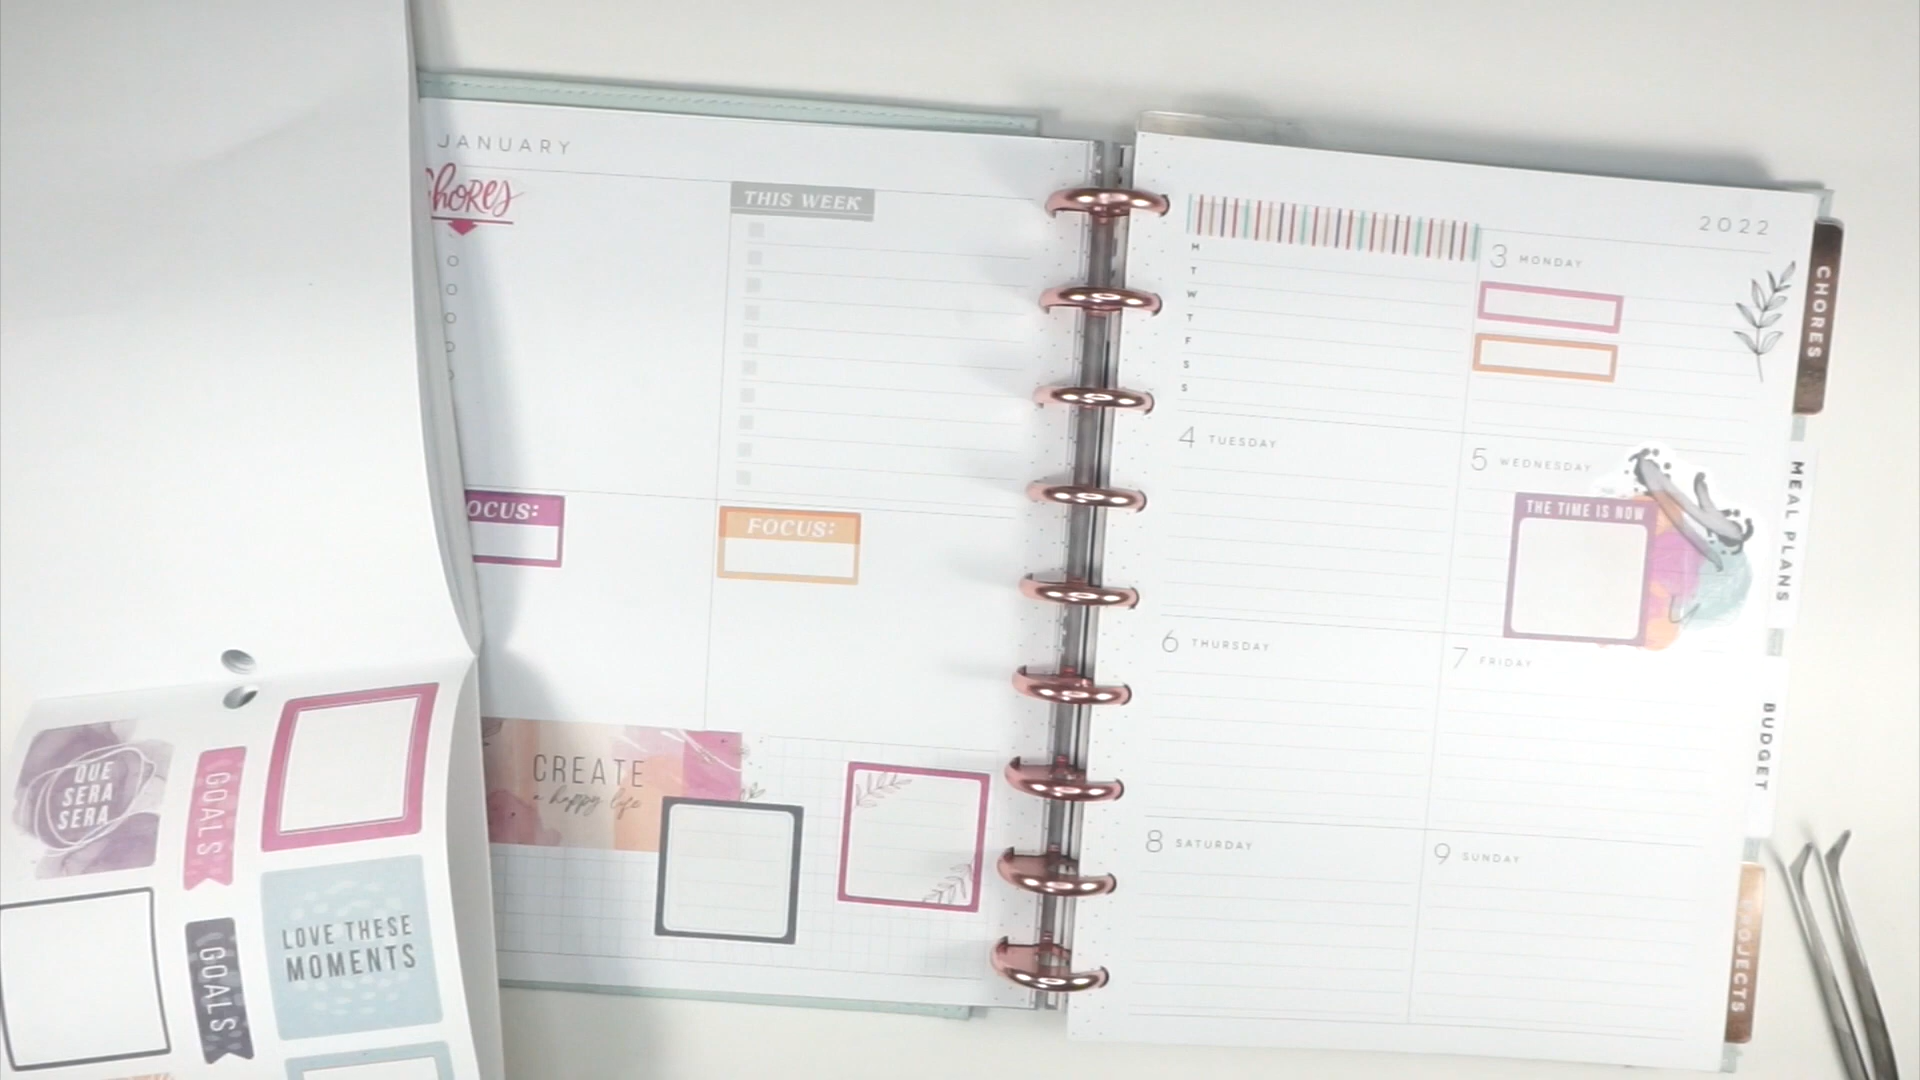 JANUARY
Chores
THIS WEEK
OCUS:
FOCUS:
CREATE
a happy life
QUE
SERA
SERA
GOALS
LOVE THESE
MOMENTS
GOALS
2022
M
T
W
T
F
S
S
3 MONDAY
4 TUESDAY
5 WEDNESDAY
THE TIME IS NOW
6 THURSDAY
7 FRIDAY
8 SATURDAY
9 SUNDAY
CHORES
MEAL PLANS
BUDGET
PROJECTS